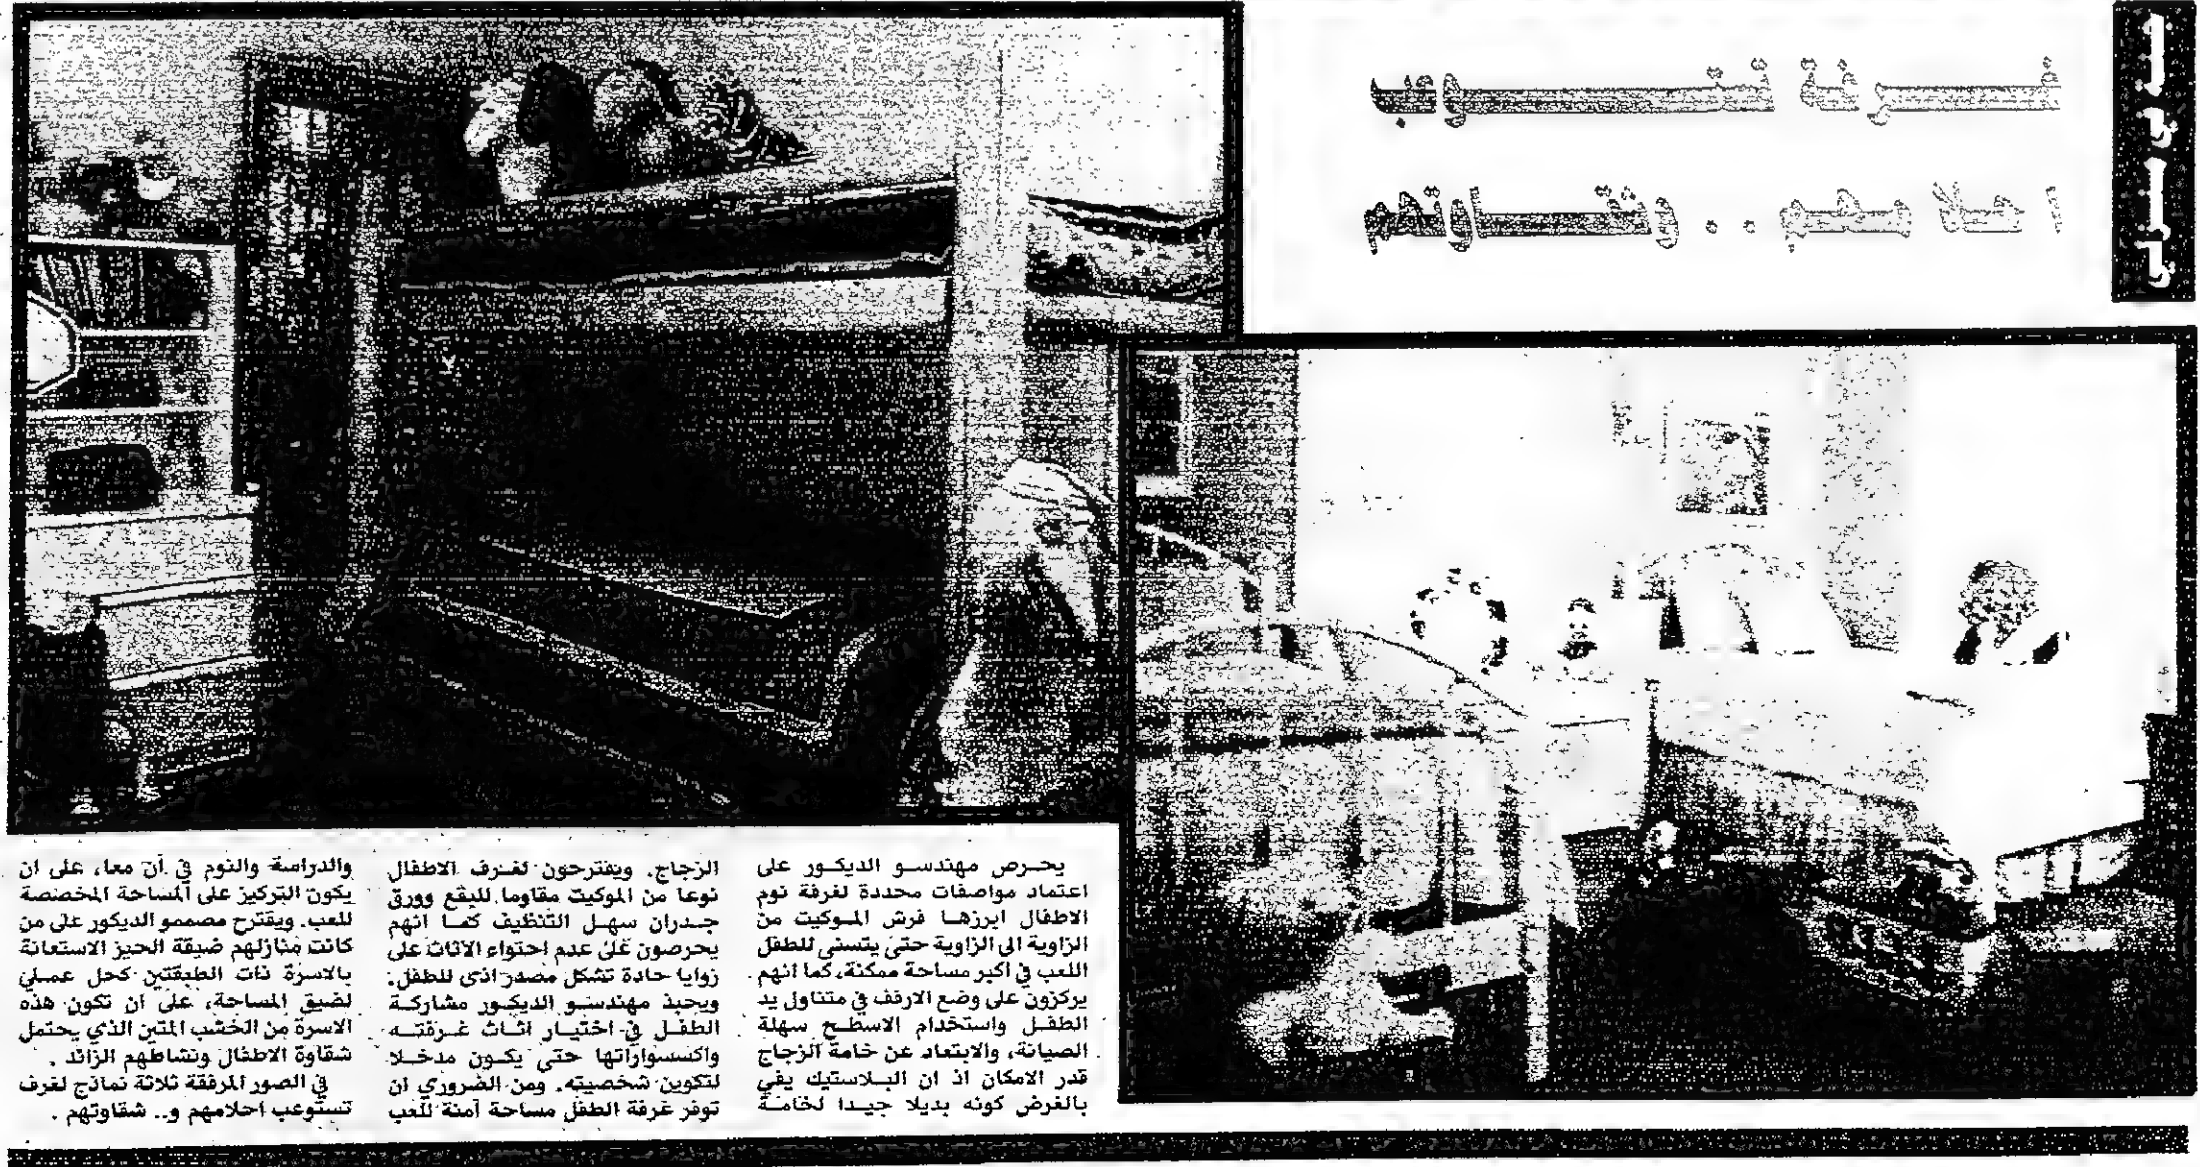 غرفة تستوعب
احلامهم .. وشقاوتهم
يحرص مهندسو الديكور على
اعتماد مواصفات محددة لغرفة نوم
الاطفال ابرزها فرش الموكيت من
الزاوية الى الزاوية حتى يتسنى للطفل
اللعب في اكبر مساحة ممكنة، كما انهم
يركزون على وضع الارفف في متناول يد
الطفل واستخدام الاسطح سهلة
الصيانة، والابتعاد عن خامة الزجاج
قدر الامكان اذ ان البلاستيك يفي
بالغرض كونه بديلا جيدا لخامة
الزجاج. ويقترحون لغرف الاطفال
نوعا من الموكيت مقاوما للبقع وورق
جدران سهل التنظيف كما انهم
يحرصون على عدم احتواء الاثاث على
زوايا حادة تشكل مصدر اذى للطفل.
ويحبذ مهندسو الديكور مشاركة
الطفل في اختيار اثاث غرفته
واكسسواراتها حتى يكون مدخلا
لتكوين شخصيته. ومن الضروري ان
توفر غرفة الطفل مساحة آمنة للعب
والدراسة والنوم في آن معا، على ان
يكون التركيز على المساحة المخصصة
للعب. ويقترح مصممو الديكور على من
كانت منازلهم ضيقة الحيز الاستعانة
بالاسرة ذات الطبقتين كحل عملي
لضيق المساحة، على ان تكون هذه
الاسرة من الخشب المتين الذي يحتمل
شقاوة الاطفال ونشاطهم الزائد .
في الصور المرفقة ثلاثة نماذج لغرف
تستوعب احلامهم و.. شقاوتهم .